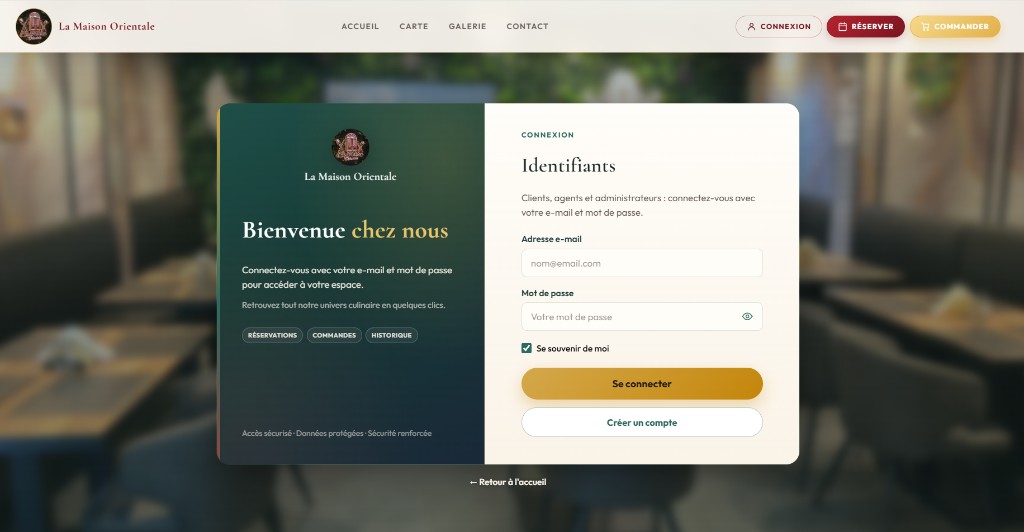 La Maison Orientale
ACCUEIL CARTE GALERIE CONTACT
CONNEXION RÉSERVER COMMANDER
La Maison Orientale
Bienvenue chez nous
Connectez-vous avec votre e-mail et mot de passe
pour accéder à votre espace.
Retrouvez tout notre univers culinaire en quelques clics.
RÉSERVATIONS COMMANDES HISTORIQUE
Accès sécurisé · Données protégées · Sécurité renforcée
CONNEXION
Identifiants
Clients, agents et administrateurs : connectez-vous avec
votre e-mail et mot de passe.
Adresse e-mail
nom@email.com
Mot de passe
Votre mot de passe
Se souvenir de moi
Se connecter
Créer un compte
← Retour à l'accueil